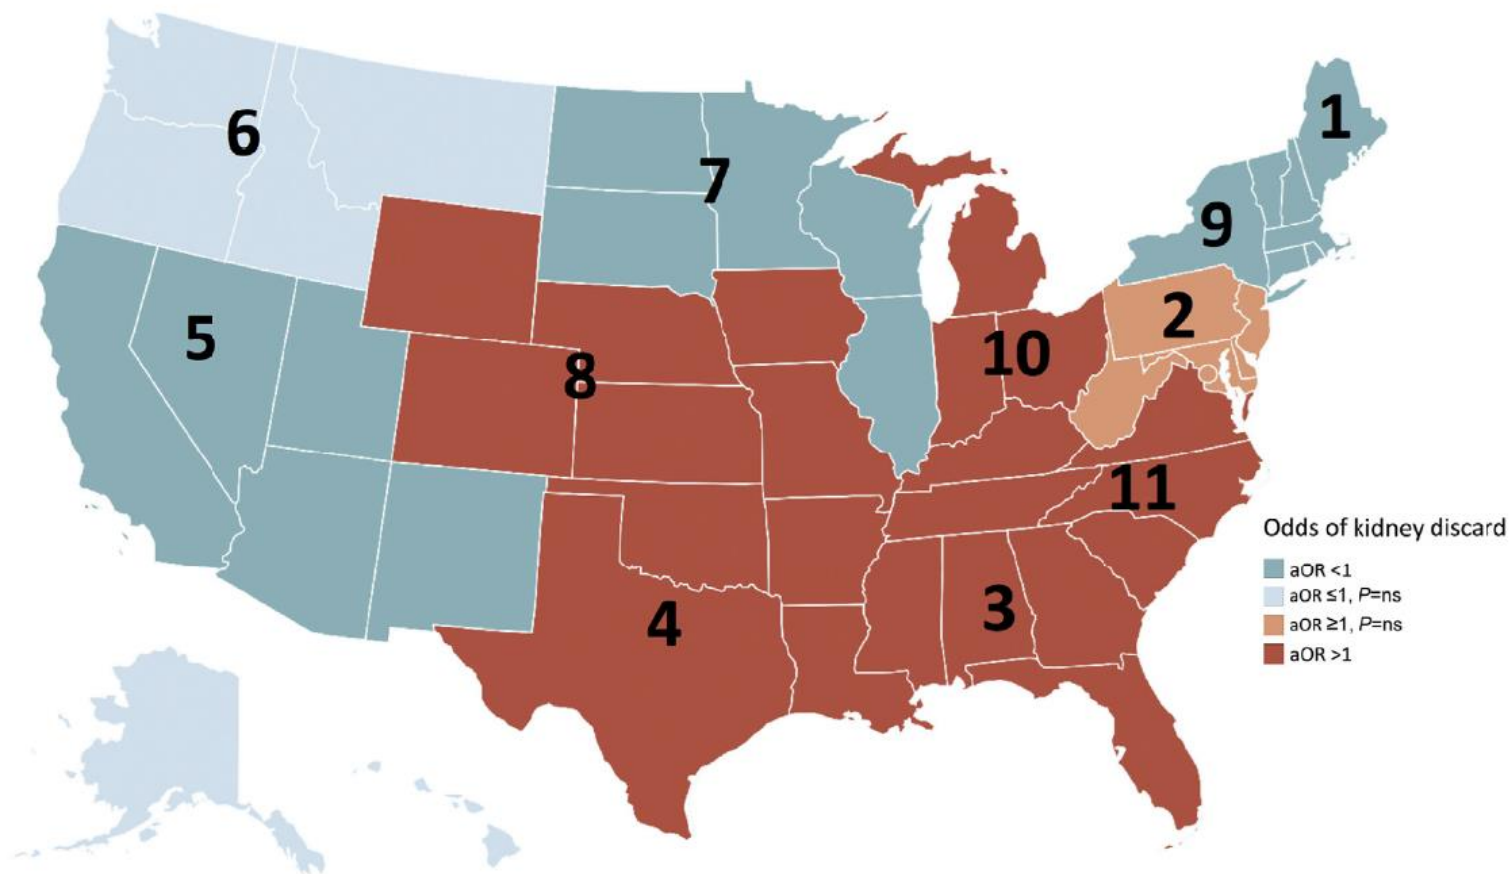 1
6
7
9
2
5
10
8
11
Odds of kidney discard
aOR <1
aOR ≤1, P=ns
3
4
aOR ≥1, P=ns
aOR >1